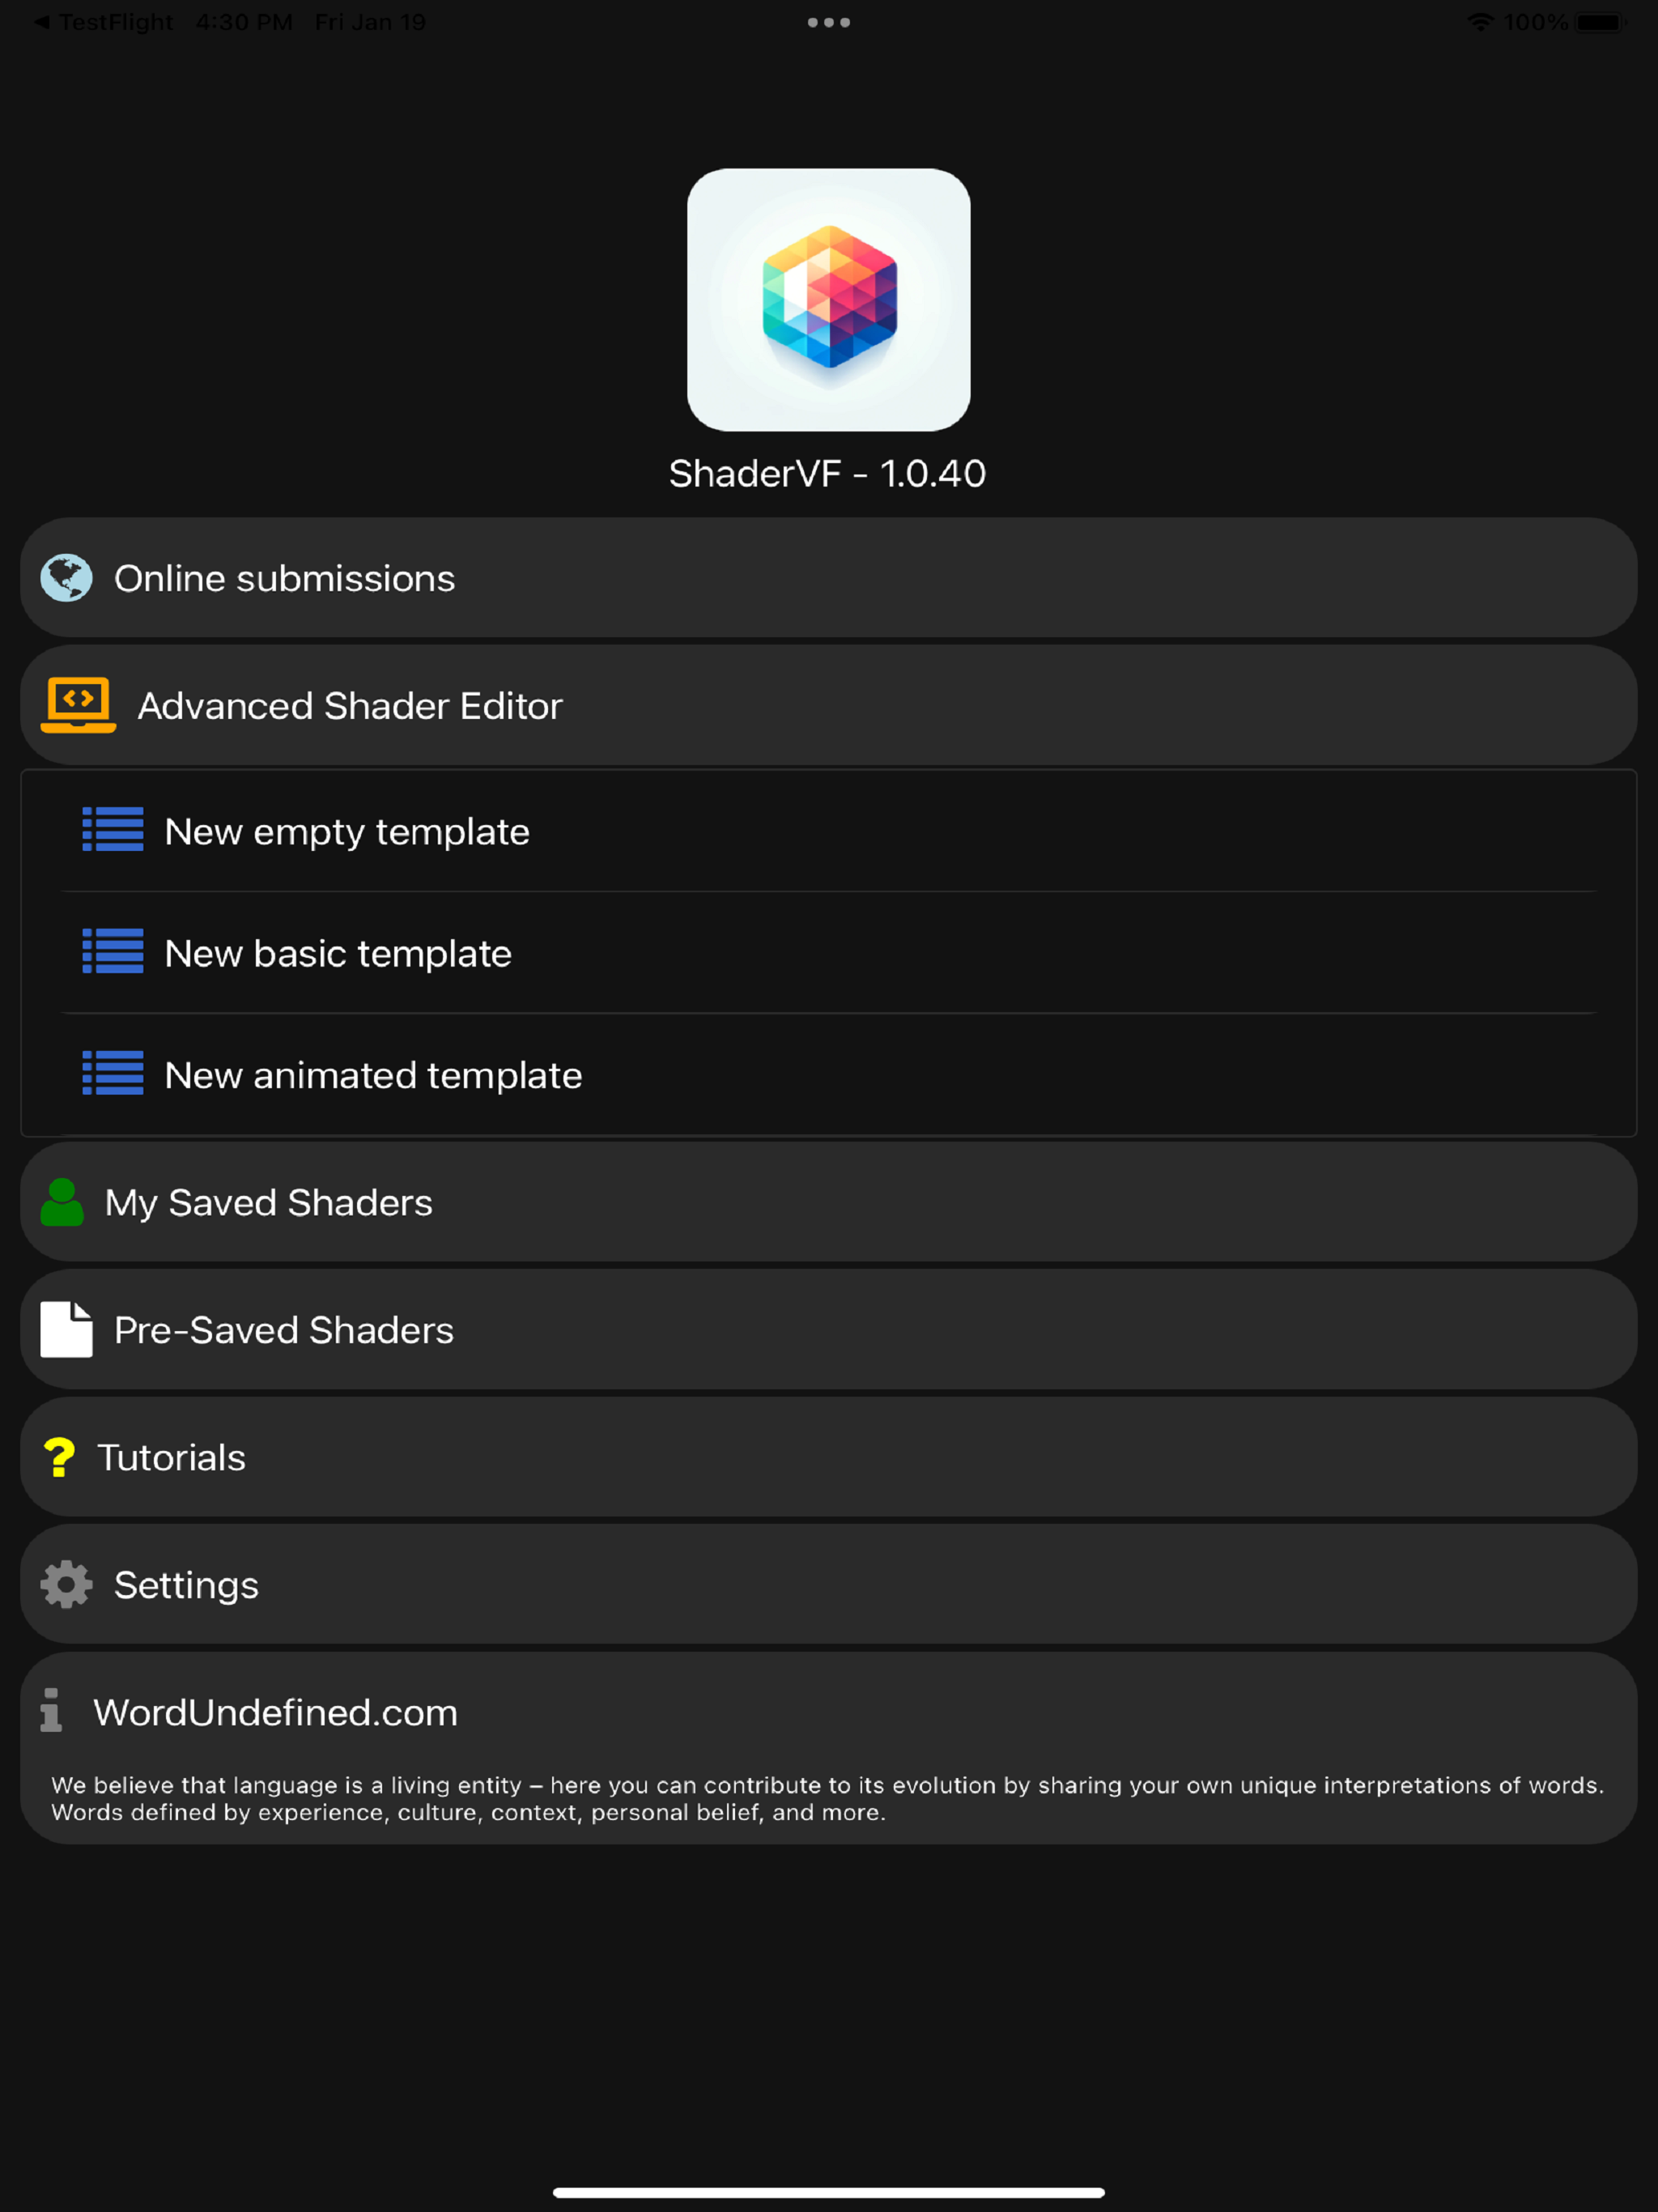 TestFlight 4:30 PM Fri Jan 19
100%
ShaderVF - 1.0.40
Online submissions
Advanced Shader Editor
New empty template
New basic template
New animated template
My Saved Shaders
Pre-Saved Shaders
? Tutorials
Settings
WordUndefined.com
We believe that language is a living entity – here you can contribute to its evolution by sharing your own unique interpretations of words.
Words defined by experience, culture, context, personal belief, and more.